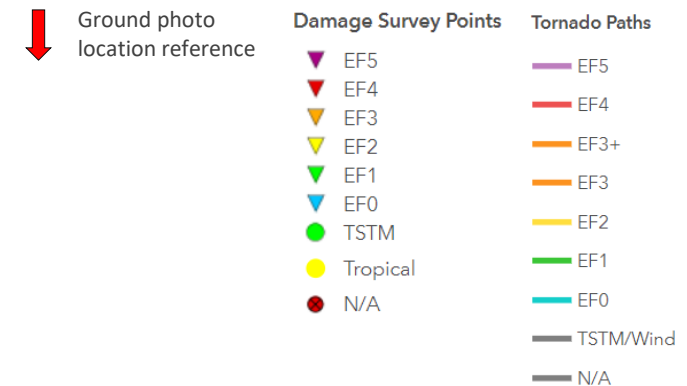 Ground photo
location reference
Damage Survey Points
EF5
EF4
EF3
EF2
EF1
EF0
TSTM
Tropical
N/A
Tornado Paths
EF5
EF4
EF3+
EF3
EF2
EF1
EF0
TSTM/Wind
N/A